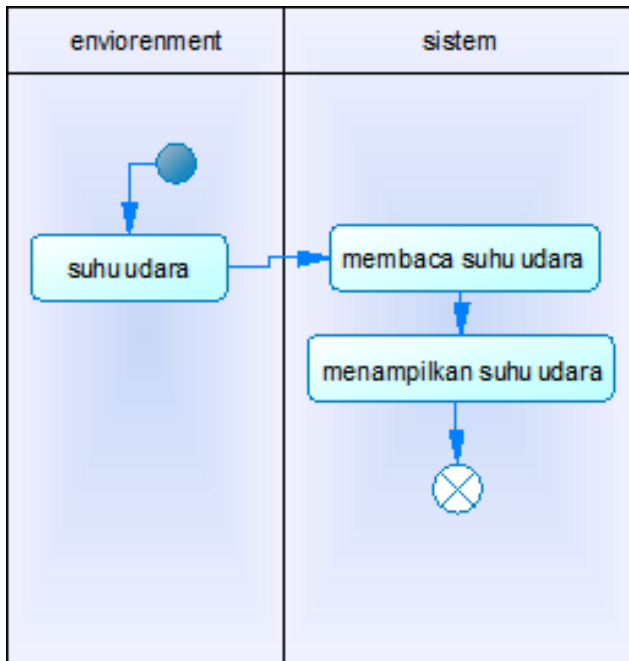 enviorenment
sistem
suhu udara
membaca suhu udara
menampilkan suhu udara